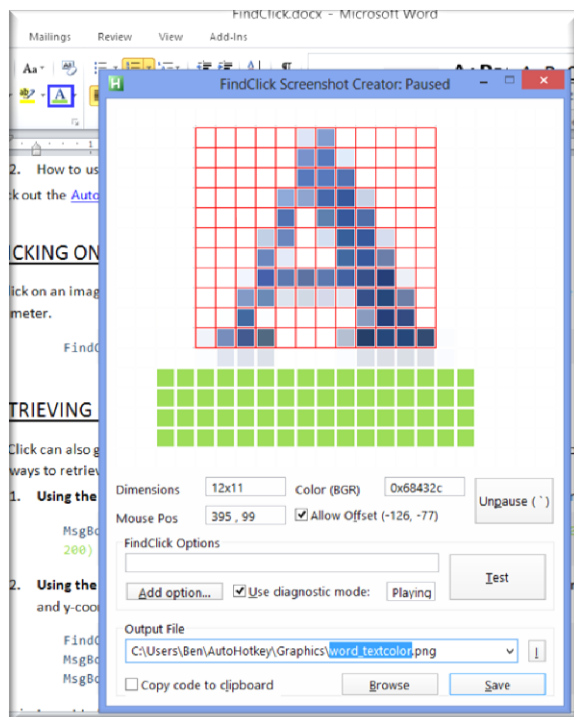 FindClick.docx - Microsoft Word
Mailings Review View Add-Ins
Aa
FindClick Screenshot Creator: Paused
2. How to us
k out the Auto
ICKING ON
lick on an imag
meter.
FindC
TRIEVING
Click can also g
ways to retriev
1. Using the
MsgBo
200)
2. Using the
and y-coor
FindC
MsgBo
MsgBo
Dimensions 12x11 Color (BGR) 0x68432c
Unpause (`)
Mouse Pos 395 , 99 Allow Offset (-126, -77)
FindClick Options
Add option... Use diagnostic mode: Playing
Test
Output File
C:\Users\Ben\AutoHotkey\Graphics\word_textcolor.png
Copy code to clipboard Browse Save